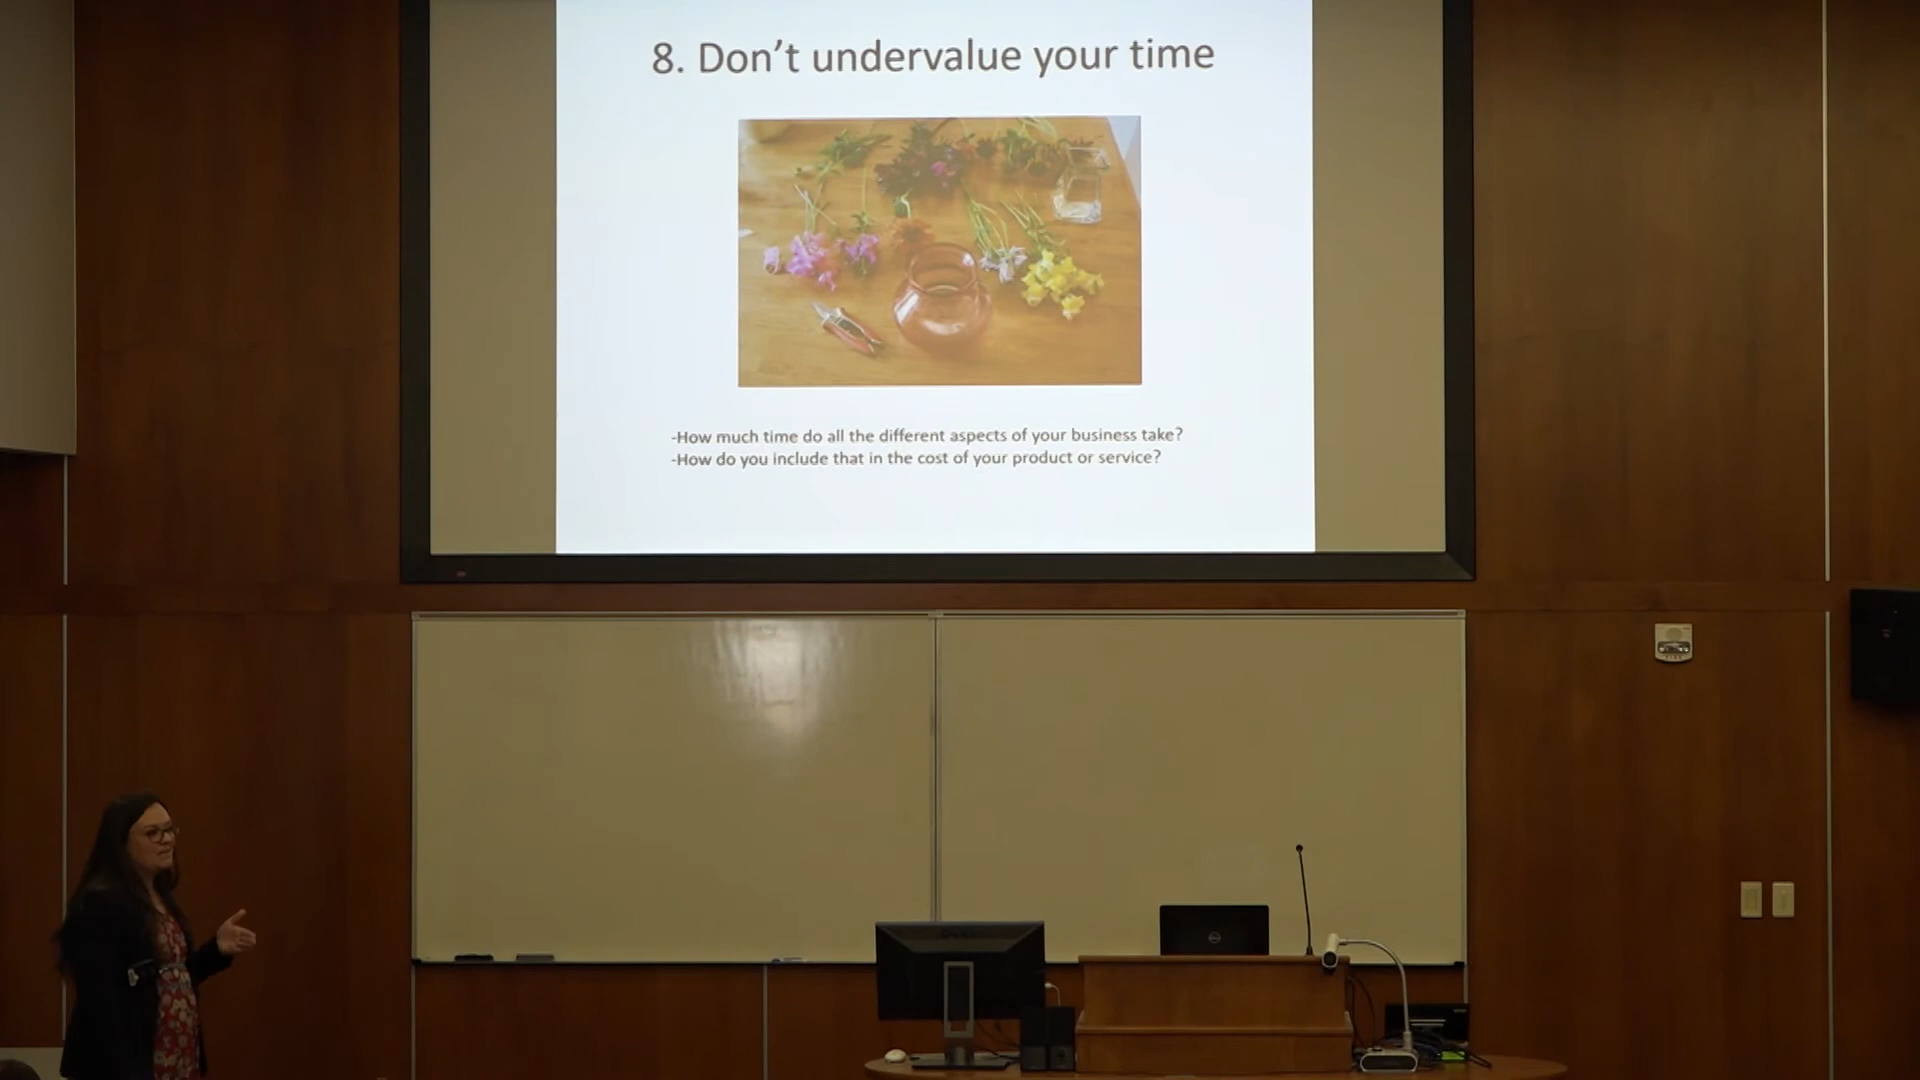 8. Don't undervalue your time
-How much time do all the different aspects of your business take?
-How do you include that in the cost of your product or service?